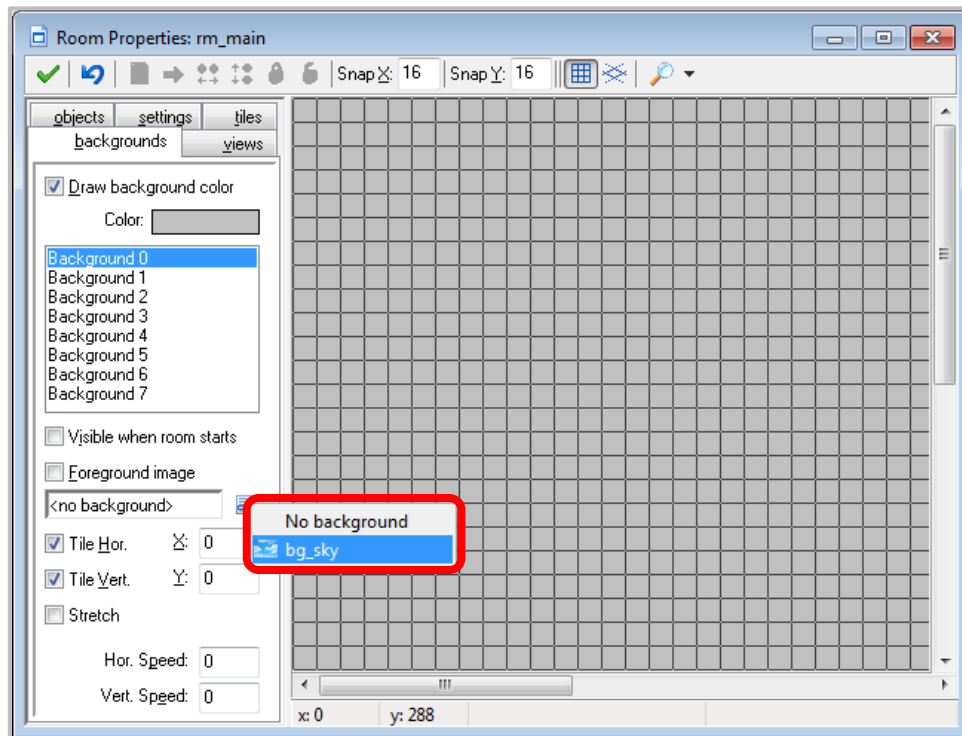 Room Properties: rm_main
Snap X: 16 Snap Y: 16
objects settings tiles
backgrounds views
Draw background color
Color:
Background 0
Background 1
Background 2
Background 3
Background 4
Background 5
Background 6
Background 7
Visible when room starts
Foreground image
<no background>
No background
bg_sky
Tile Hor. X: 0
Tile Vert. Y: 0
Stretch
Hor. Speed: 0
Vert. Speed: 0
x: 0 y: 288